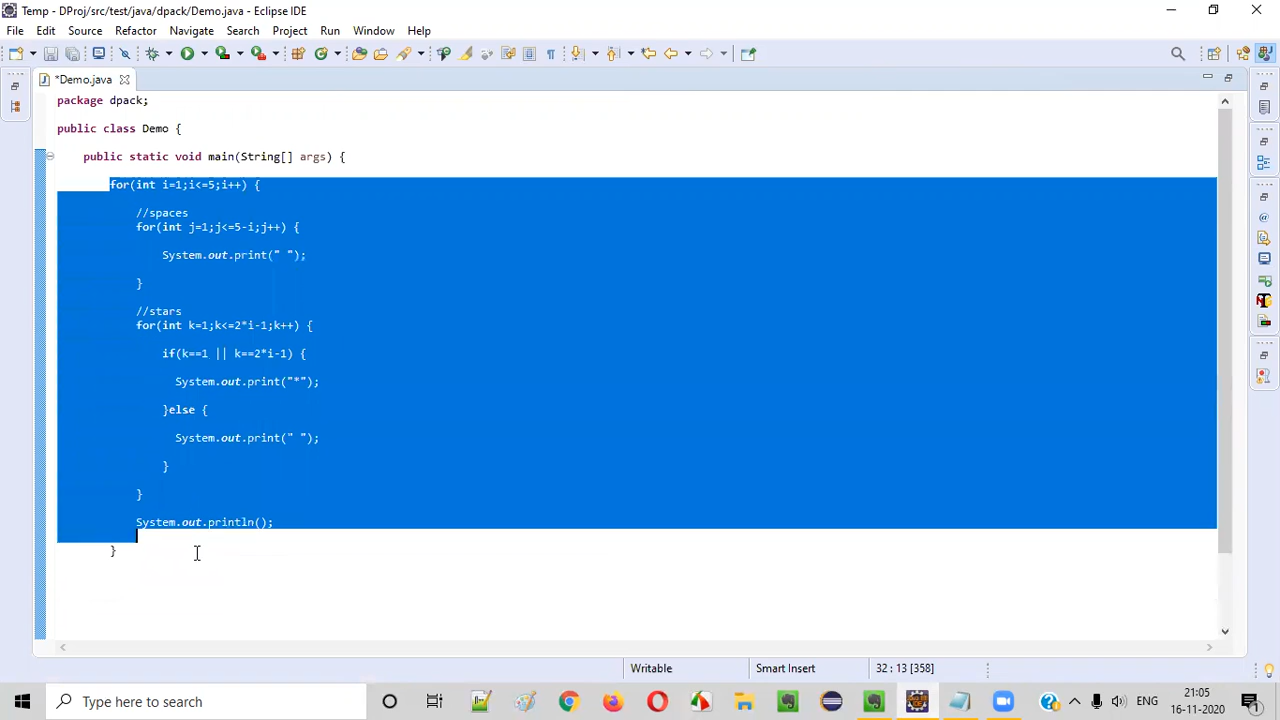 Temp - DProj/src/test/java/dpack/Demo.java - Eclipse IDE
File Edit Source Refactor Navigate Search Project Run Window Help
*Demo.java
package dpack;
public class Demo {
public static void main(String[] args) {
for(int i=1;i<=5;i++) {
//spaces
for(int j=1;j<=5-i;j++) {
System.out.print(" ");
}
//stars
for(int k=1;k<=2*i-1;k++) {
if(k==1 || k==2*i-1) {
System.out.print("*");
}else {
System.out.print(" ");
}
}
System.out.println();
}
Writable Smart Insert 32 : 13 [358]
Type here to search
ENG
21:05
16-11-2020